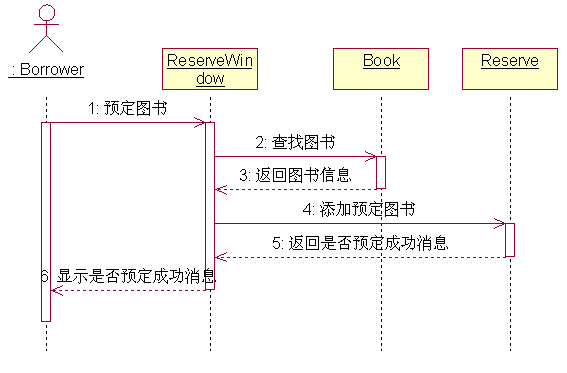 : Borrower
ReserveWin
dow
Book
Reserve
1: 预定图书
2: 查找图书
3: 返回图书信息
4: 添加预定图书
5: 返回是否预定成功消息
6: 显示是否预定成功消息